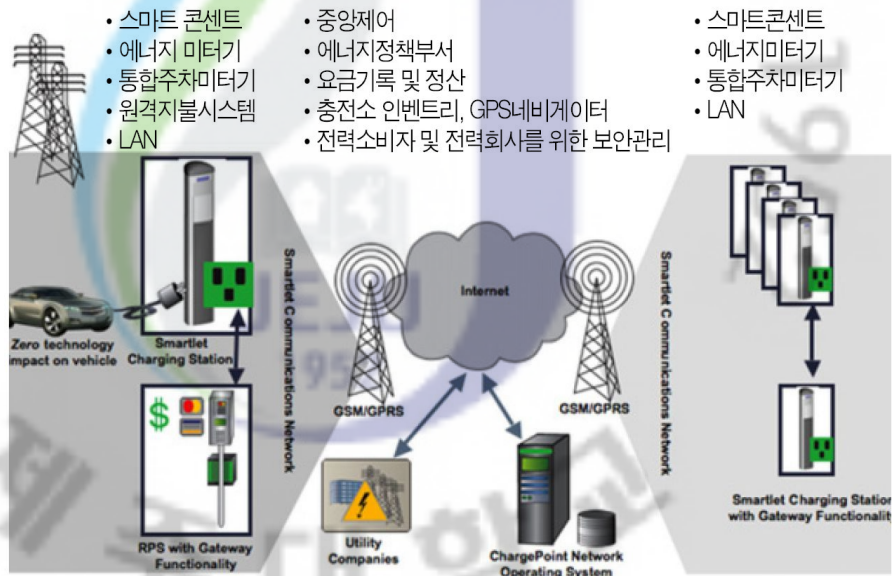 • 스마트 콘센트
• 에너지 미터기
• 통합주차미터기
• 원격지불시스템
• LAN
• 중앙제어
• 에너지정책부서
• 요금기록 및 정산
• 충전소 인벤트리, GPS네비게이터
• 전력소비자 및 전력회사를 위한 보안관리
• 스마트콘센트
• 에너지미터기
• 통합주차미터기
• LAN
Zero technology
impact on vehicle
Smartlet
Charging Station
$
RPS with Gateway
Functionality
Smartlet Communications Network
GSM/GPRS
Internet
GSM/GPRS
Utility
Companies
ChargePoint Network
Operating System
Smartlet Communications Network
Smartlet Charging Station
with Gateway Functionality
JEJU